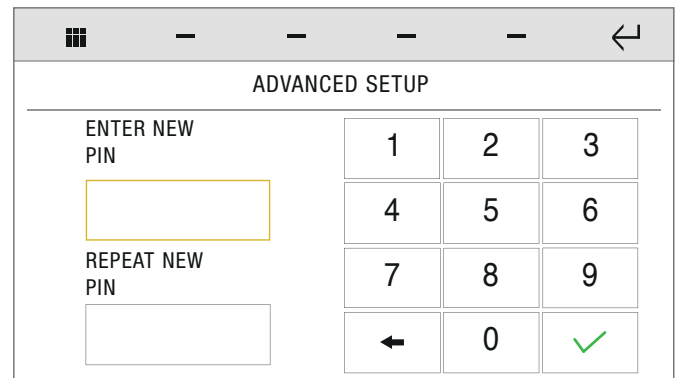 ADVANCED SETUP
ENTER NEW
PIN
1 2 3
4 5 6
REPEAT NEW
PIN
7 8 9
0